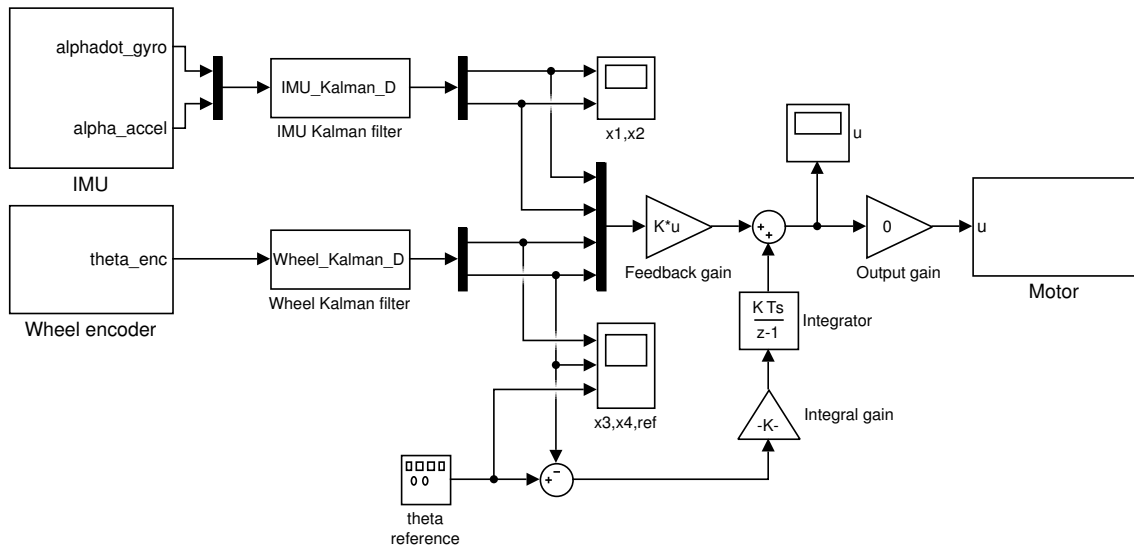 alphadot_gyro
alpha_accel
IMU
IMU_Kalman_D
IMU Kalman filter
x1,x2
u
theta_enc
Wheel encoder
Wheel_Kalman_D
Wheel Kalman filter
K*u
Feedback gain
+
+
0
Output gain
u
Motor
K Ts
z-1
Integrator
x3,x4,ref
-K-
Integral gain
theta
reference
+
−